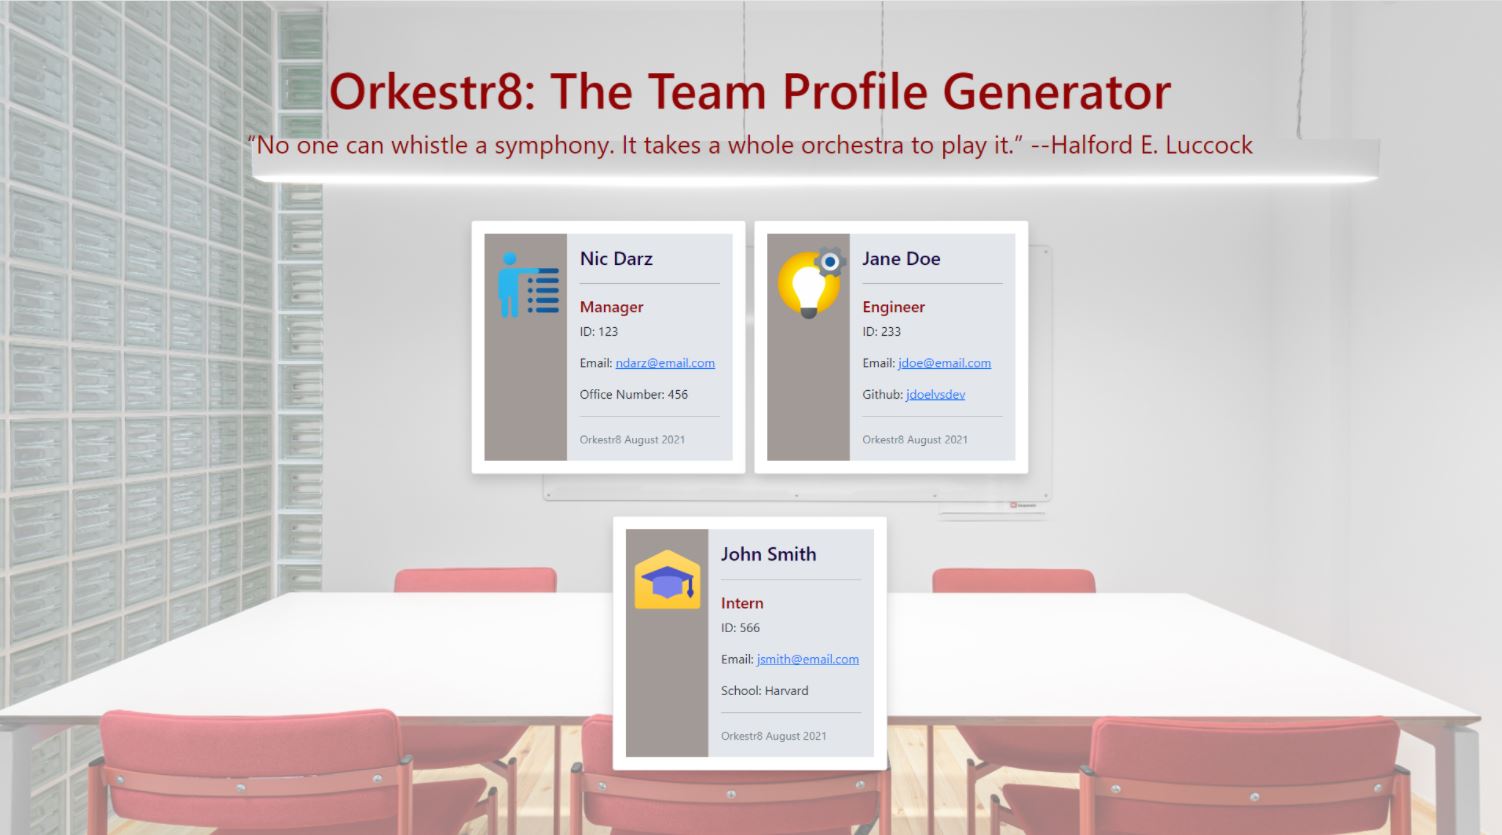 Orkestr8: The Team Profile Generator
“No one can whistle a symphony. It takes a whole orchestra to play it.” --Halford E. Luccock
Nic Darz
Manager
ID: 123
Email: ndarz@email.com
Office Number: 456
Orkestr8 August 2021
Jane Doe
Engineer
ID: 233
Email: jdoe@email.com
Github: jdoelvsdev
Orkestr8 August 2021
John Smith
Intern
ID: 566
Email: jsmith@email.com
School: Harvard
Orkestr8 August 2021